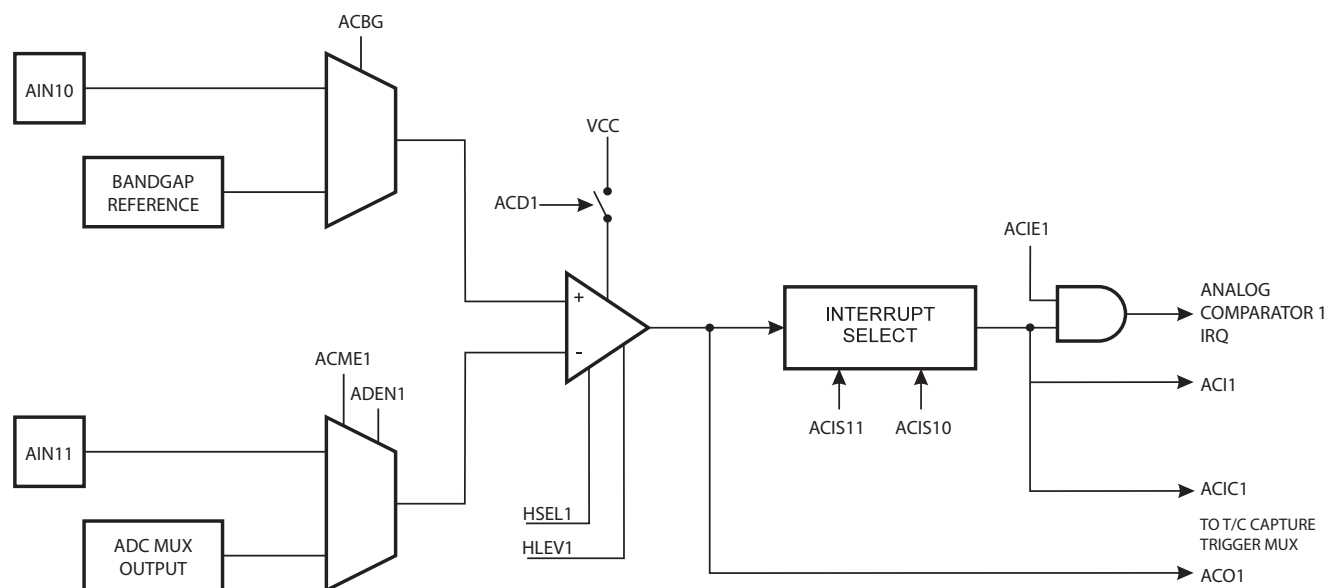 ACBG
AIN10
BANDGAP
REFERENCE
VCC
ACD1
+
-
ACME1
ADEN1
AIN11
ADC MUX
OUTPUT
HSEL1
HLEV1
INTERRUPT
SELECT
ACIS11
ACIS10
ACIE1
ANALOG
COMPARATOR 1
IRQ
ACI1
ACIC1
TO T/C CAPTURE
TRIGGER MUX
ACO1